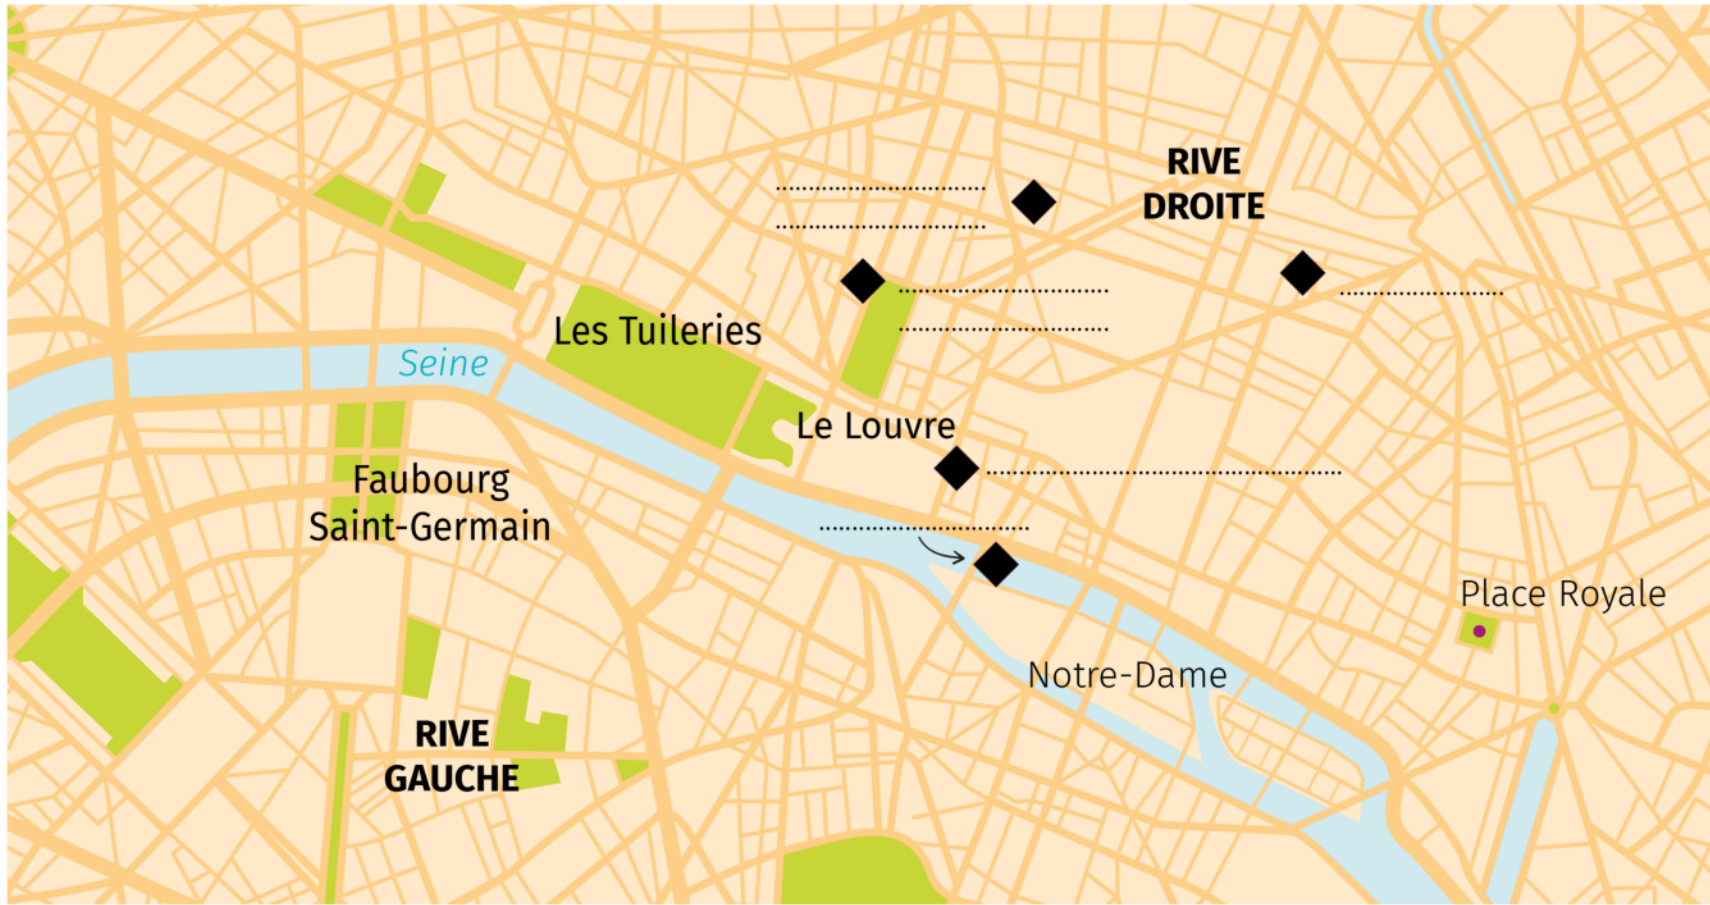 RIVE
DROITE
Les Tuileries
Seine
Le Louvre
Faubourg
Saint-Germain
Place Royale
Notre-Dame
RIVE
GAUCHE